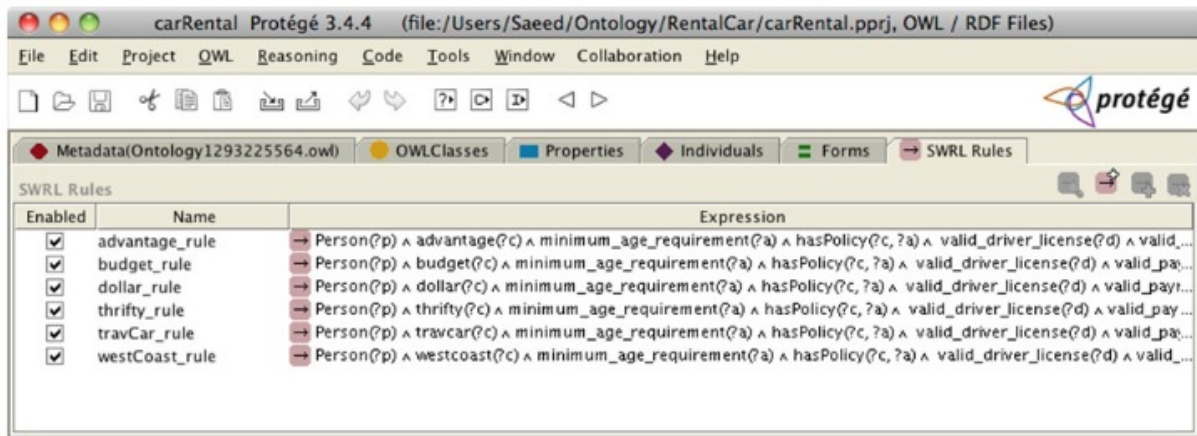 carRental Protégé 3.4.4 (file:/Users/Saeed/Ontology/RentalCar/carRental.pprj, OWL / RDF Files)
File Edit Project OWL Reasoning Code Tools Window Collaboration Help
protégé
Metadata(Ontology1293225564.owl) OWLClasses Properties Individuals Forms SWRL Rules
SWRL Rules
Enabled Name Expression
advantage_rule → Person(?p) ∧ advantage(?c) ∧ minimum_age_requirement(?a) ∧ hasPolicy(?c, ?a) ∧ valid_driver_license(?d) ∧ valid_...
budget_rule → Person(?p) ∧ budget(?c) ∧ minimum_age_requirement(?a) ∧ hasPolicy(?c, ?a) ∧ valid_driver_license(?d) ∧ valid_pa...
dollar_rule → Person(?p) ∧ dollar(?c) ∧ minimum_age_requirement(?a) ∧ hasPolicy(?c, ?a) ∧ valid_driver_license(?d) ∧ valid_payr...
thrifty_rule → Person(?p) ∧ thrifty(?c) ∧ minimum_age_requirement(?a) ∧ hasPolicy(?c, ?a) ∧ valid_driver_license(?d) ∧ valid_pay...
travCar_rule → Person(?p) ∧ travcar(?c) ∧ minimum_age_requirement(?a) ∧ hasPolicy(?c, ?a) ∧ valid_driver_license(?d) ∧ valid_pa...
westCoast_rule → Person(?p) ∧ westcoast(?c) ∧ minimum_age_requirement(?a) ∧ hasPolicy(?c, ?a) ∧ valid_driver_license(?d) ∧ valid_...